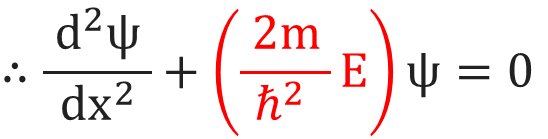 ∴ d²ψ/dx² + (2m/ħ² E) ψ = 0